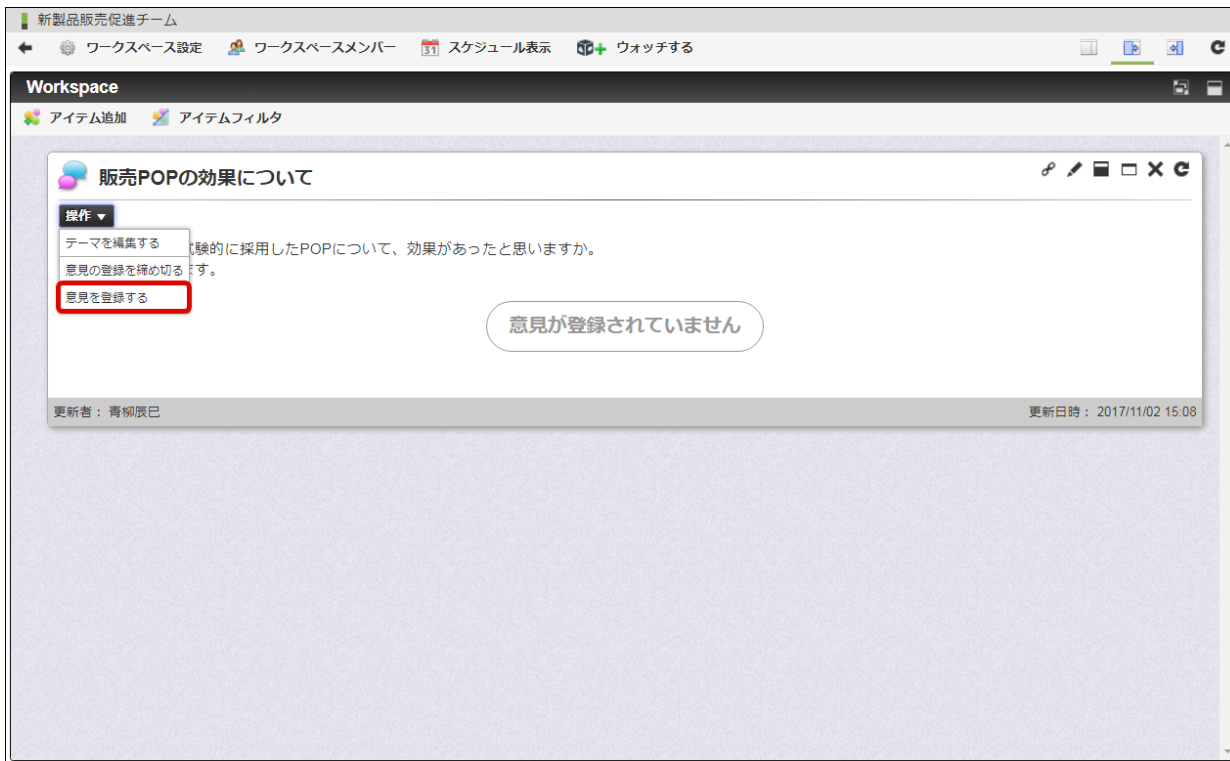 新製品販売促進チーム
ワークスペース設定 ワークスペースメンバー 31 スケジュール表示 ウォッチする
Workspace
アイテム追加 アイテムフィルタ
販売POPの効果について
操作 ▼
テーマを編集する
験的に採用したPOPについて、効果があったと思いますか。
意見の登録を締め切る
ます。
意見を登録する
意見が登録されていません
更新者： 青柳辰巳 更新日時： 2017/11/02 15:08